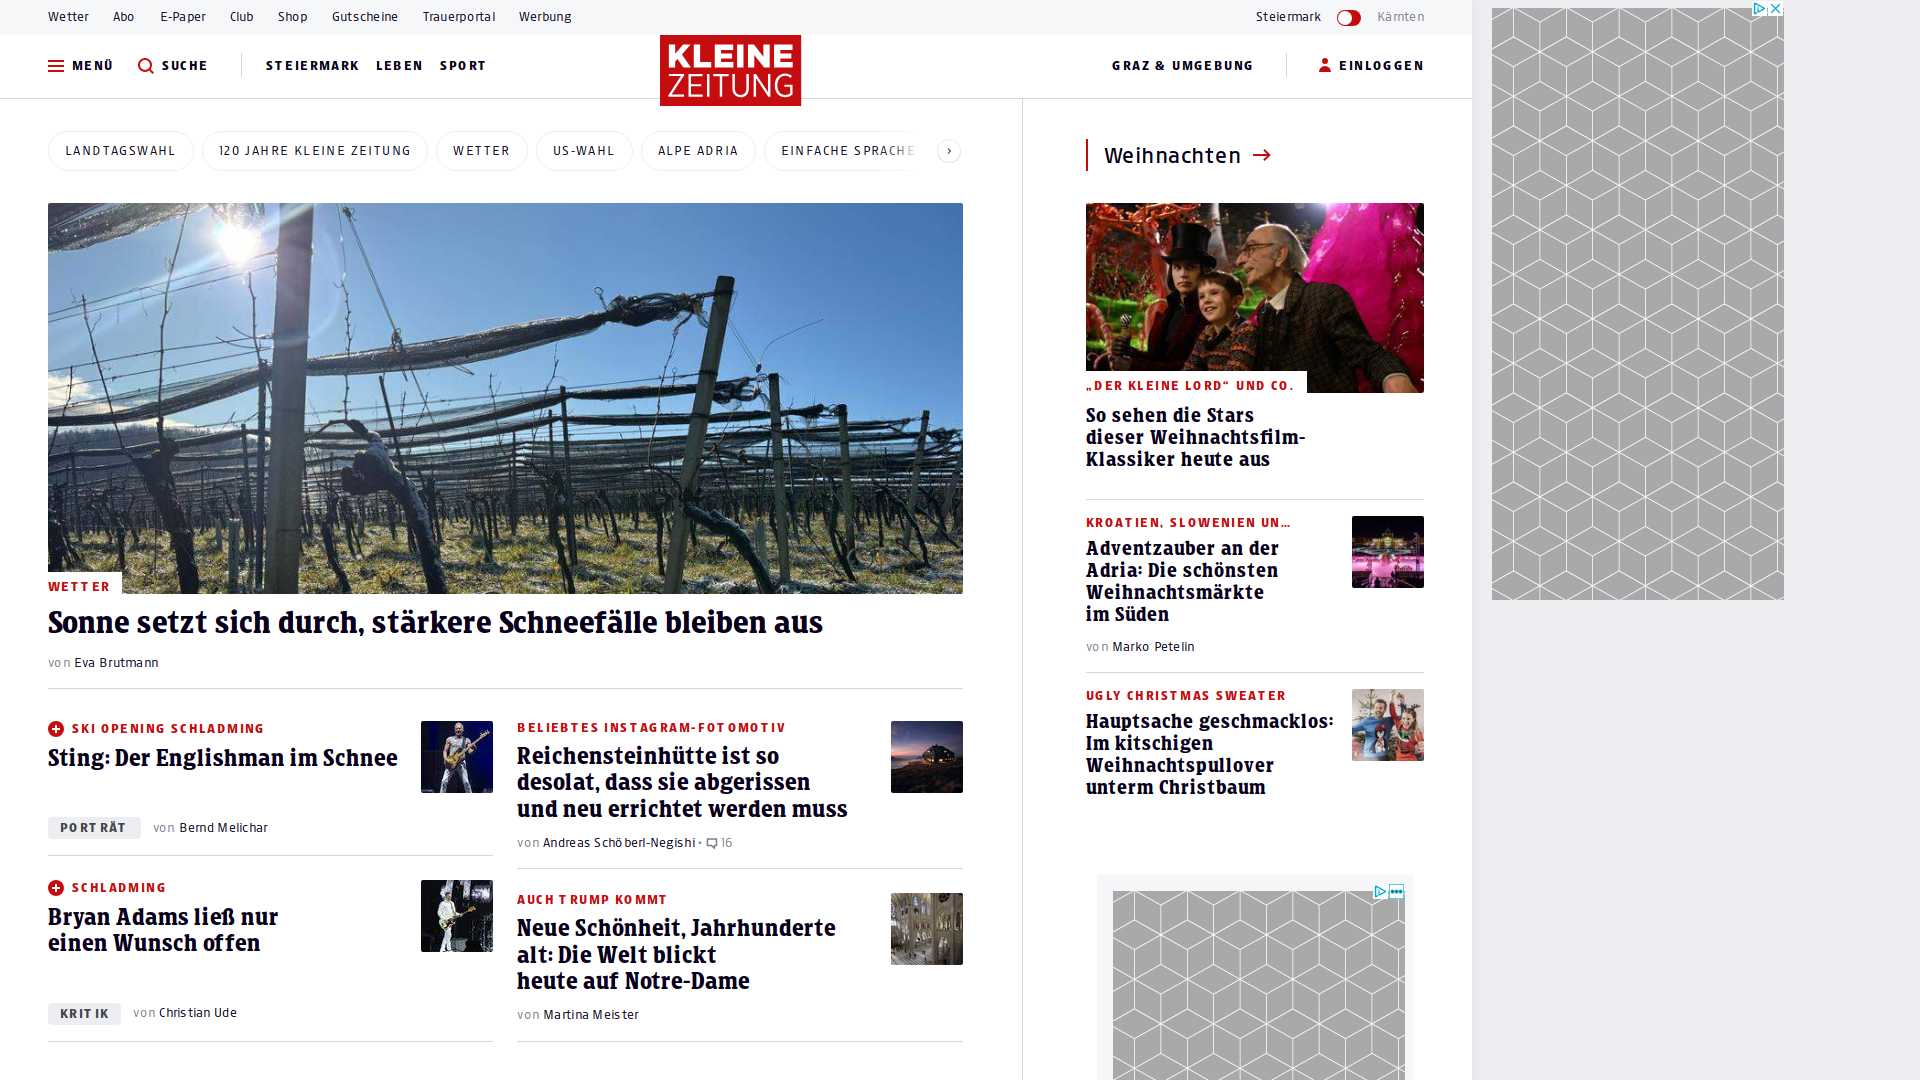 Wetter Abo E-Paper Club Shop Gutscheine Trauerportal Werbung Steiermark Kärnten
MENÜ SUCHE STEIERMARK LEBEN SPORT KLEINE ZEITUNG GRAZ & UMGEBUNG EINLOGGEN
LANDTAGSWAHL 120 JAHRE KLEINE ZEITUNG WETTER US-WAHL ALPE ADRIA EINFACHE SPRACHE
WETTER
Sonne setzt sich durch, stärkere Schneefälle bleiben aus
von Eva Brutmann
SKI OPENING SCHLADMING
Sting: Der Englishman im Schnee
PORTRÄT von Bernd Melichar
SCHLADMING
Bryan Adams ließ nur
einen Wunsch offen
KRITIK von Christian Ude
BELIEBTES INSTAGRAM-FOTOMOTIV
Reichensteinhütte ist so
desolat, dass sie abgerissen
und neu errichtet werden muss
von Andreas Schöberl-Negishi • 16
AUCH TRUMP KOMMT
Neue Schönheit, Jahrhunderte
alt: Die Welt blickt
heute auf Notre-Dame
von Martina Meister
Weihnachten
„DER KLEINE LORD“ UND CO.
So sehen die Stars
dieser Weihnachtsfilm-
Klassiker heute aus
KROATIEN, SLOWENIEN UN…
Adventzauber an der
Adria: Die schönsten
Weihnachtsmärkte
im Süden
von Marko Petelin
UGLY CHRISTMAS SWEATER
Hauptsache geschmacklos:
Im kitschigen
Weihnachtspullover
unterm Christbaum